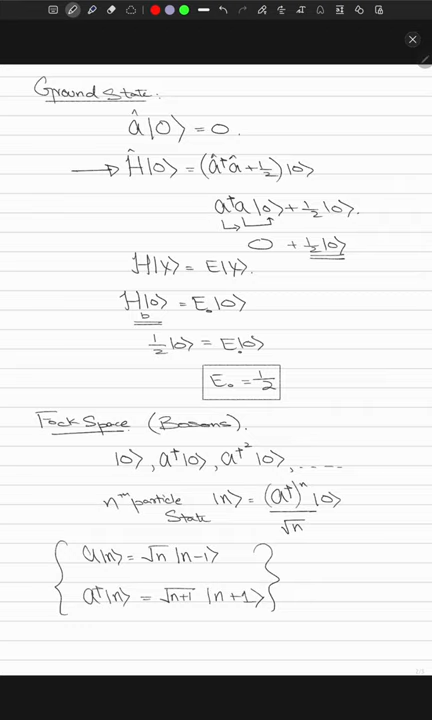 Ground State.
â|0⟩ = 0.
→ Ĥ|0⟩ = (â†â + 1/2)|0⟩
a†a|0⟩ + 1/2|0⟩.
0 + 1/2|0⟩
H|χ⟩ = E|χ⟩.
H|0⟩ = E₀|0⟩
1/2|0⟩ = E₀|0⟩
E₀ = 1/2
Fock Space (Bosons).
|0⟩, a†|0⟩, a†²|0⟩, .....
nᵗʰ particle State |n⟩ = (a†)ⁿ/√n |0⟩
a|n⟩ = √n |n-1⟩
a†|n⟩ = √n+1 |n+1⟩